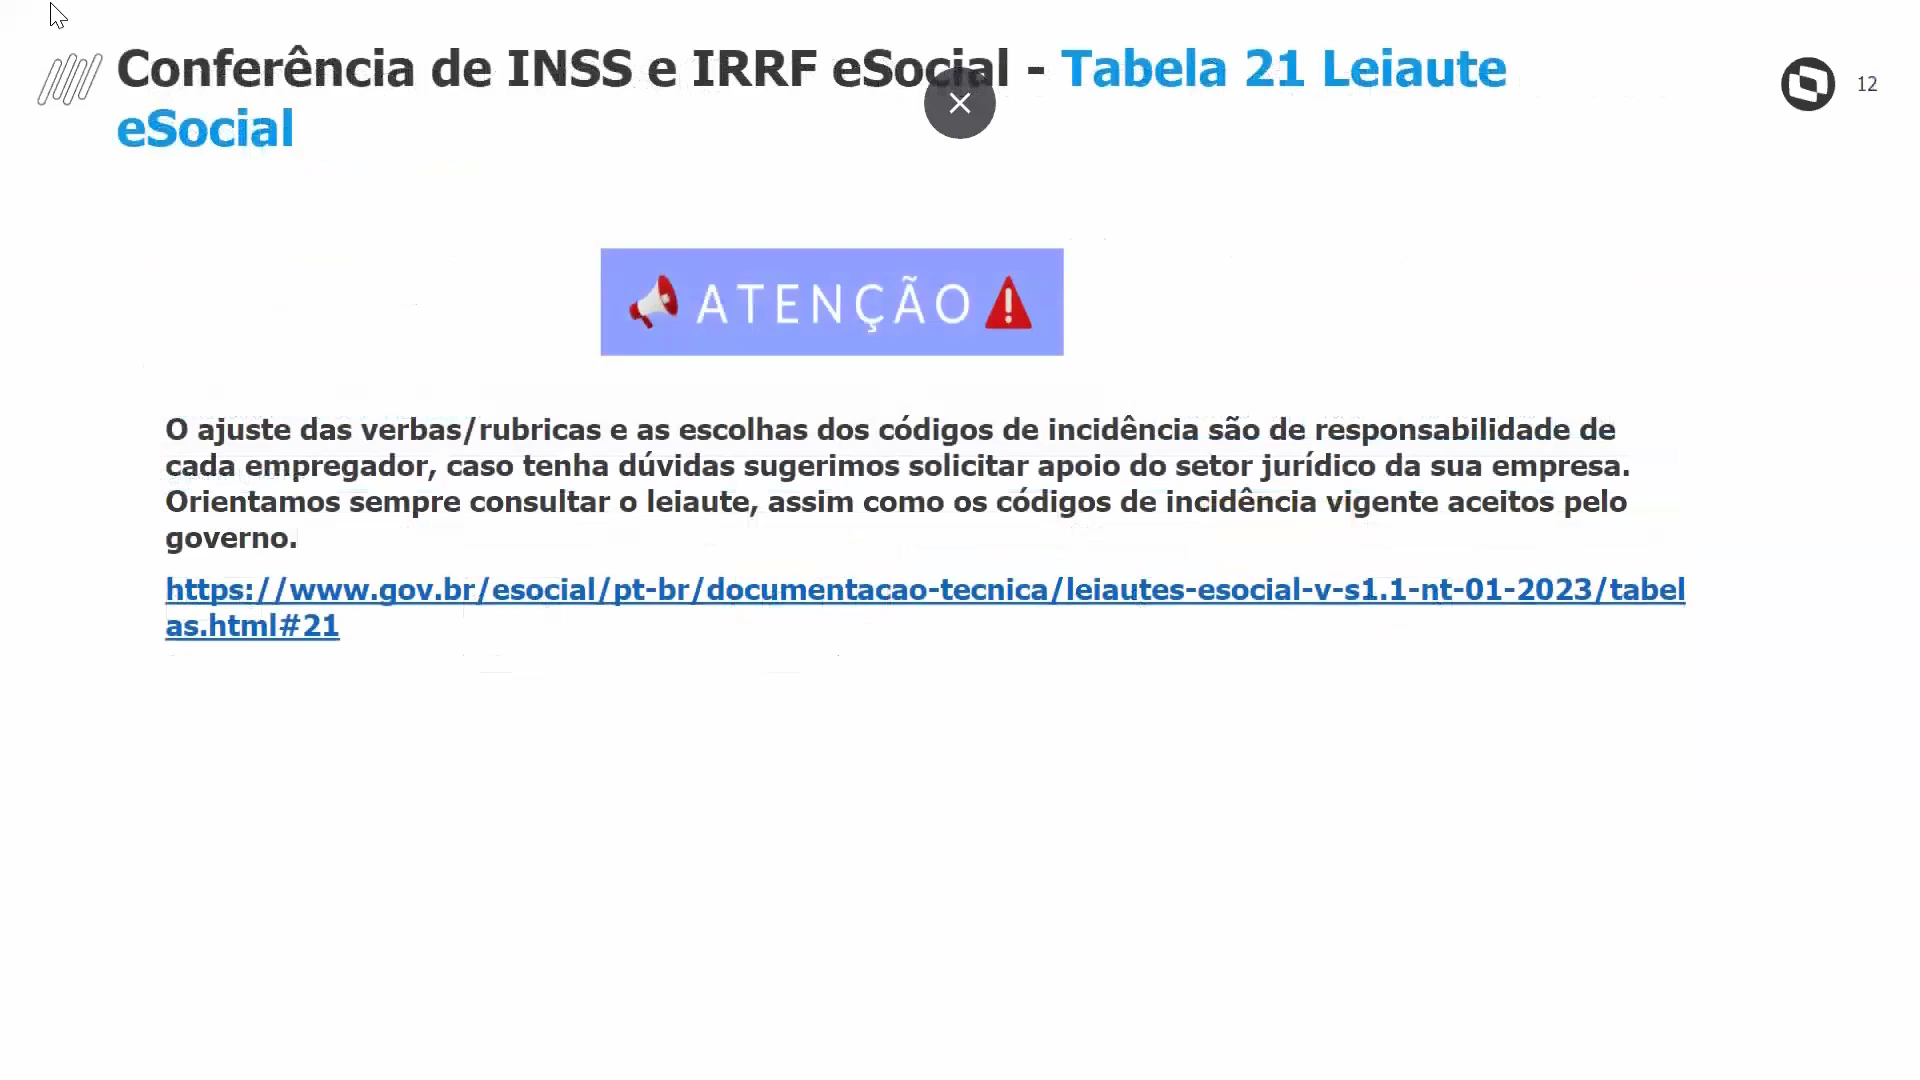 Conferência de INSS e IRRF eSocial - Tabela 21 Leiaute
eSocial
12
ATENÇÃO
O ajuste das verbas/rubricas e as escolhas dos códigos de incidência são de responsabilidade de
cada empregador, caso tenha dúvidas sugerimos solicitar apoio do setor jurídico da sua empresa.
Orientamos sempre consultar o leiaute, assim como os códigos de incidência vigente aceitos pelo
governo.
https://www.gov.br/esocial/pt-br/documentacao-tecnica/leiautes-esocial-v-s1.1-nt-01-2023/tabel
as.html#21